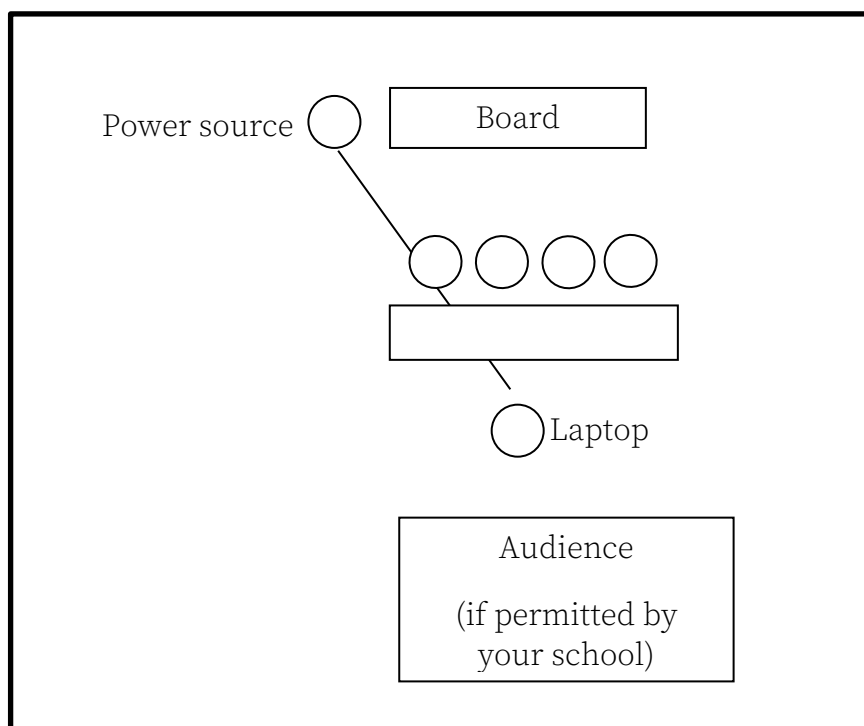 Power source
Board
Laptop
Audience
(if permitted by
your school)